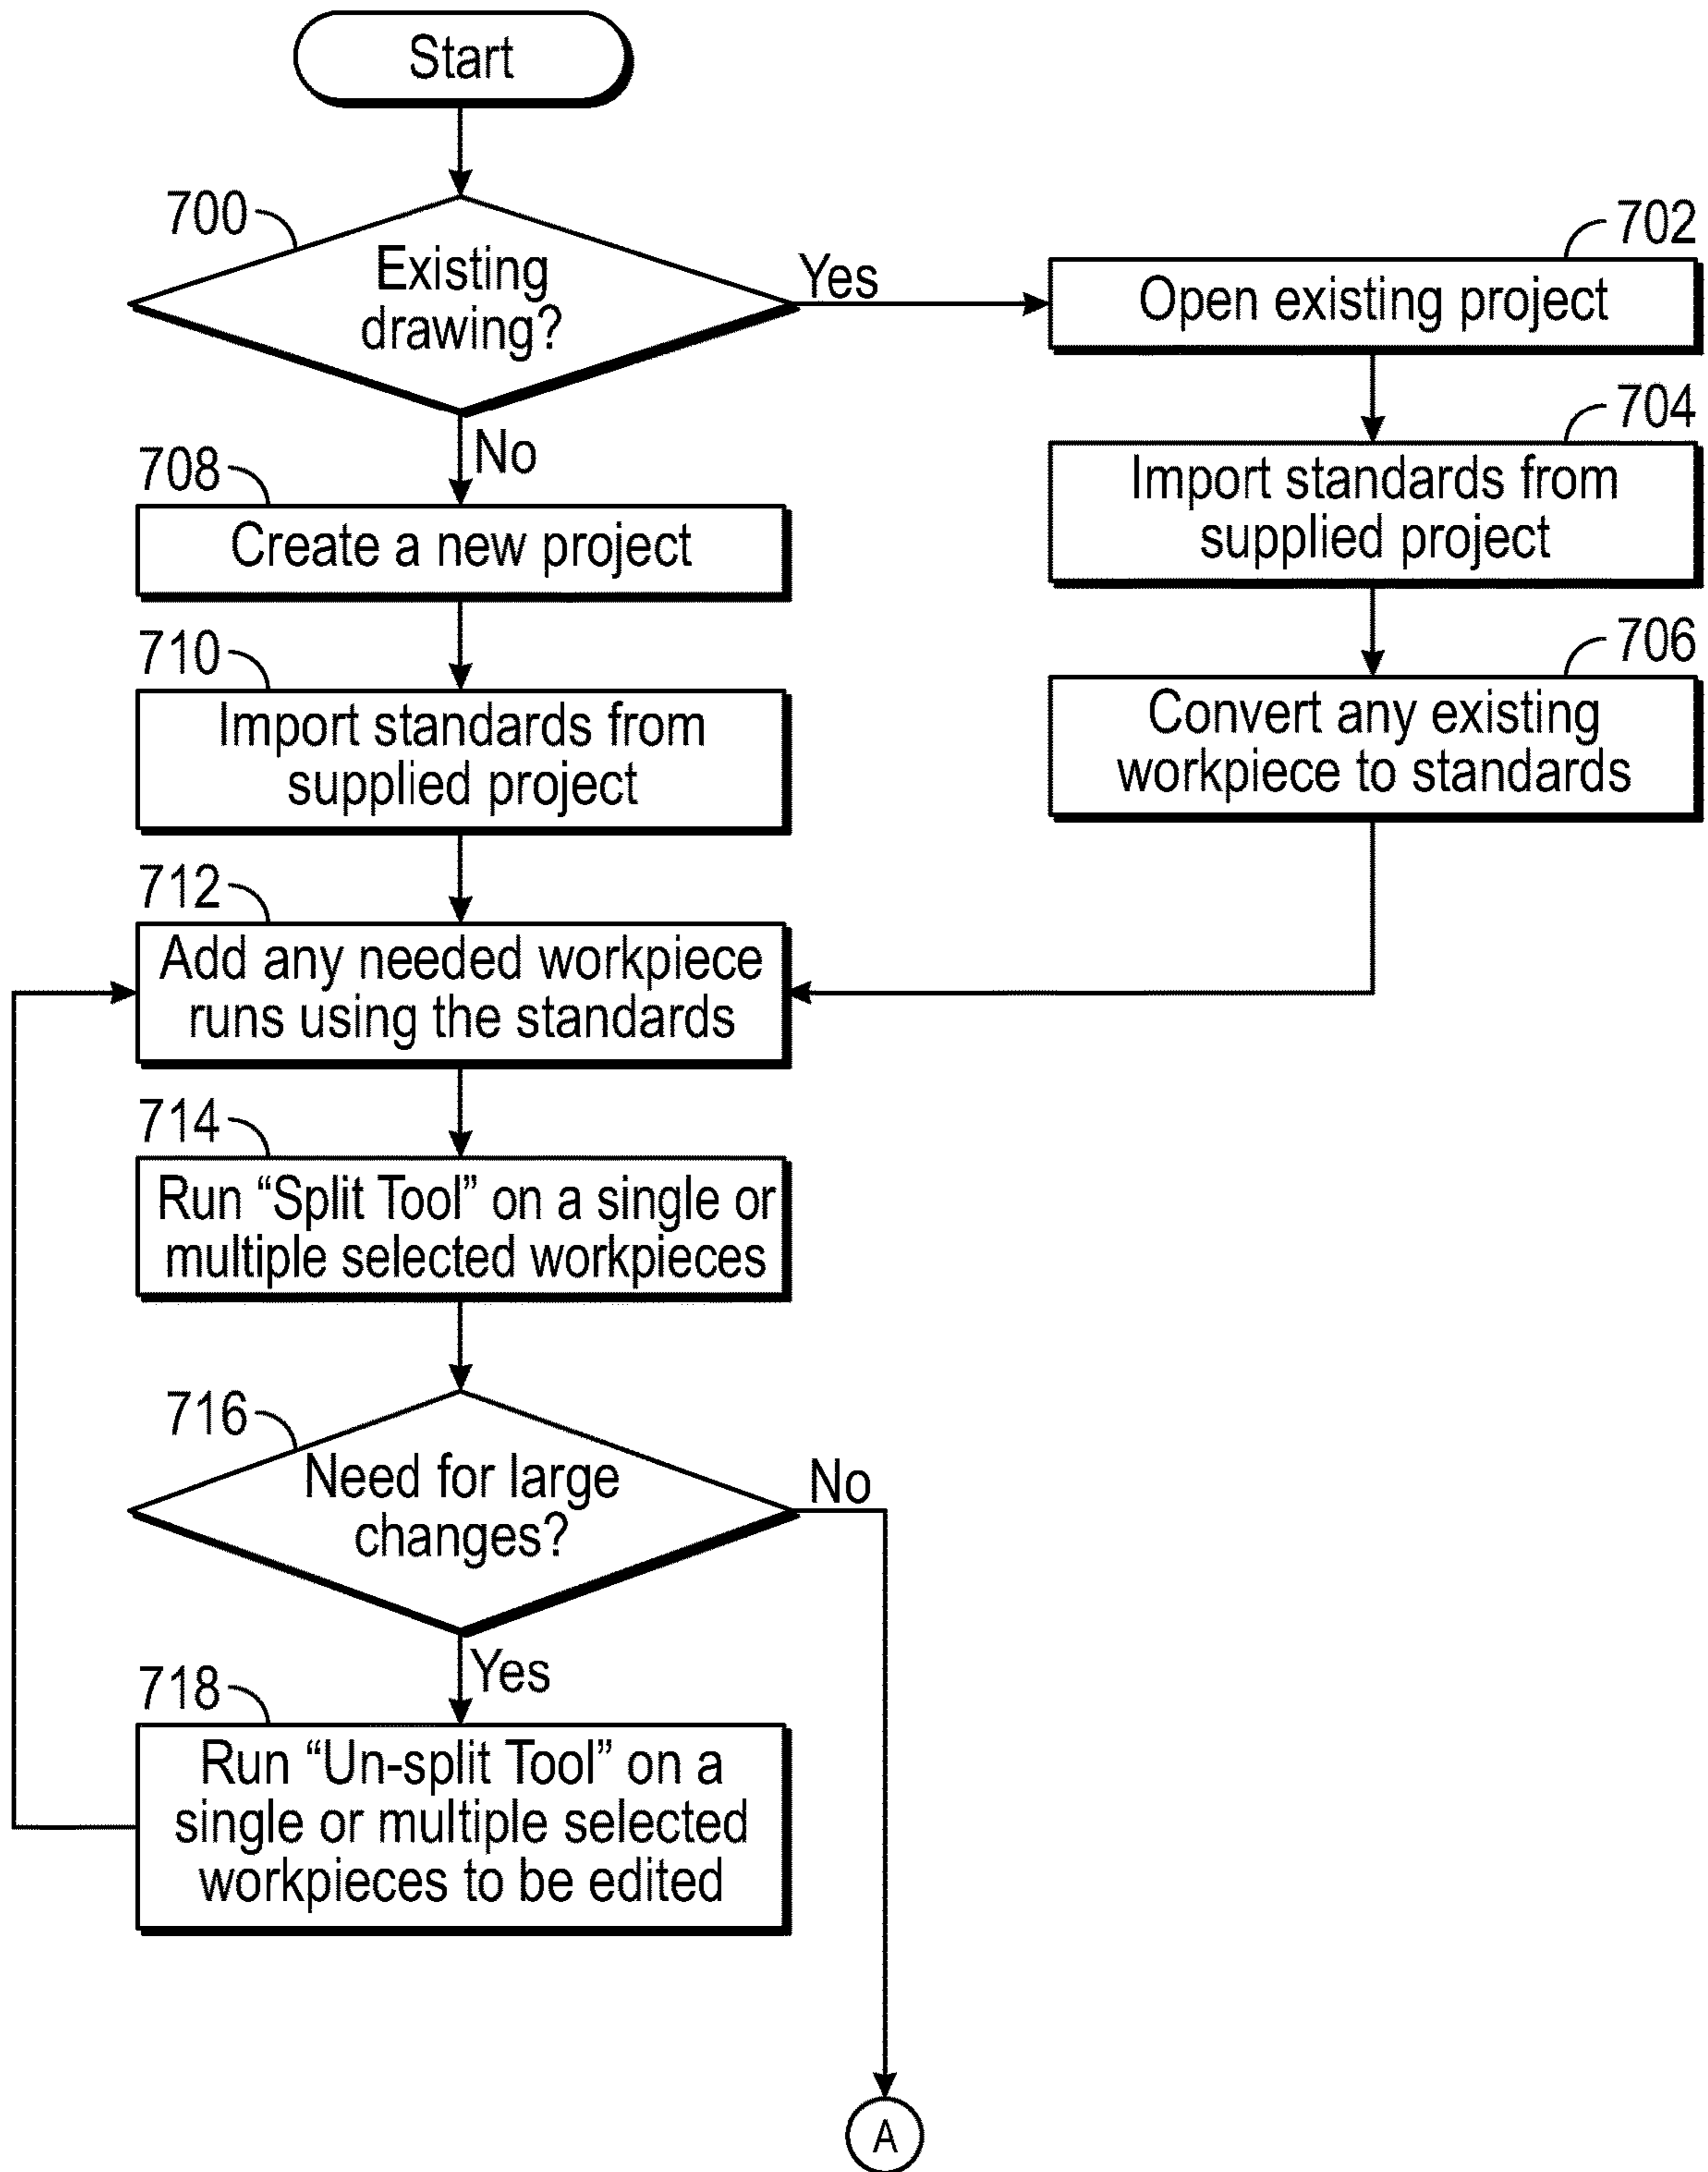 Start
700
Existing
drawing?
Yes
702
Open existing project
704
Import standards from
supplied project
706
Convert any existing
workpiece to standards
No
708
Create a new project
710
Import standards from
supplied project
712
Add any needed workpiece
runs using the standards
714
Run “Split Tool” on a single or
multiple selected workpieces
716
Need for large
changes?
No
Yes
718
Run “Un-split Tool” on a
single or multiple selected
workpieces to be edited
A